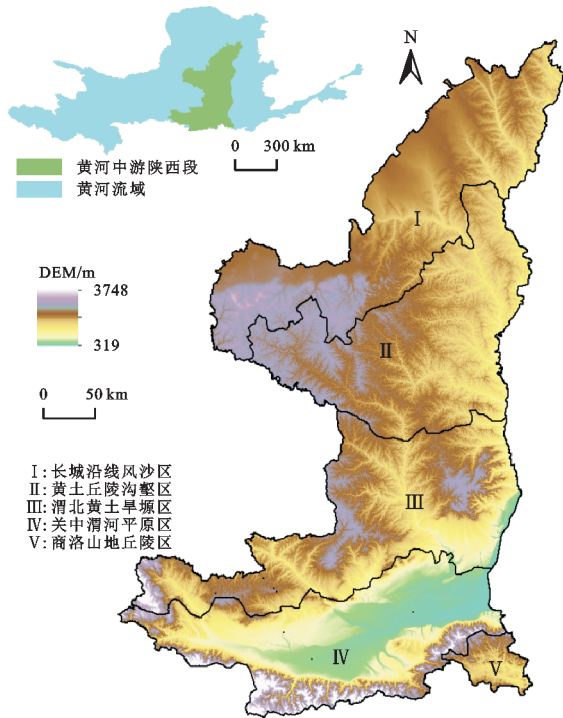 N
0 300 km
黄河中游陕西段
黄河流域
DEM/m
3748
319
0 50 km
Ⅰ
Ⅱ
Ⅲ
Ⅳ
Ⅴ
Ⅰ:长城沿线风沙区
Ⅱ:黄土丘陵沟壑区
Ⅲ:渭北黄土旱塬区
Ⅳ:关中渭河平原区
Ⅴ:商洛山地丘陵区